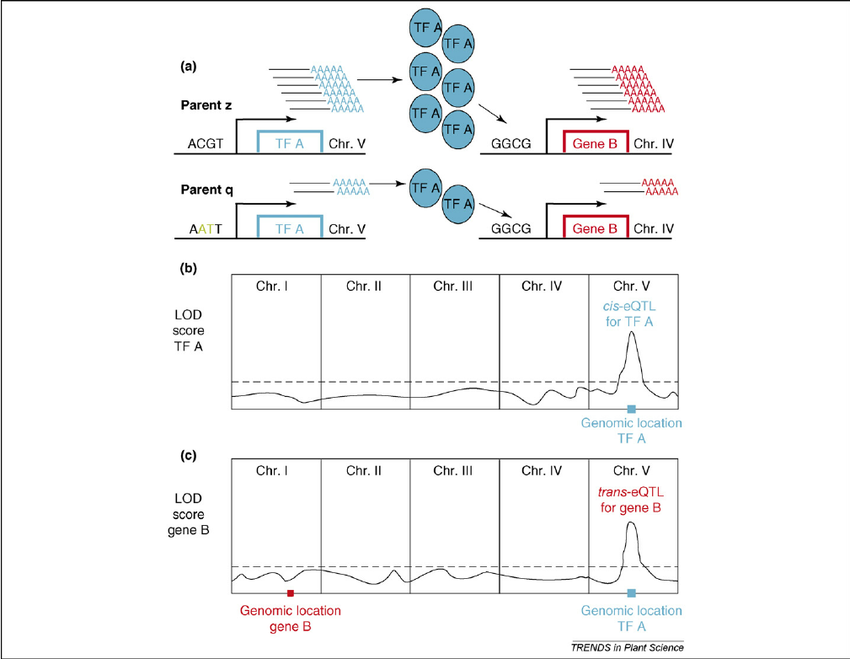 (a)
AAAAA
AAAAA
AAAAA
AAAAA
AAAAA
AAAAA
TF A
TF A
TF A
TF A
TF A
TF A
AAAAA
AAAAA
AAAAA
AAAAA
AAAAA
AAAAA
Parent z
ACGT TF A Chr. V GGCG Gene B Chr. IV
Parent q
AAAAA
AAAAA
TF A
TF A
AAAAA
AAAAA
AATT TF A Chr. V GGCG Gene B Chr. IV
(b)
Chr. I Chr. II Chr. III Chr. IV Chr. V
LOD
score
TF A
cis-eQTL
for TF A
Genomic location
TF A
(c)
Chr. I Chr. II Chr. III Chr. IV Chr. V
LOD
score
gene B
trans-eQTL
for gene B
Genomic location
gene B
Genomic location
TF A
TRENDS in Plant Science